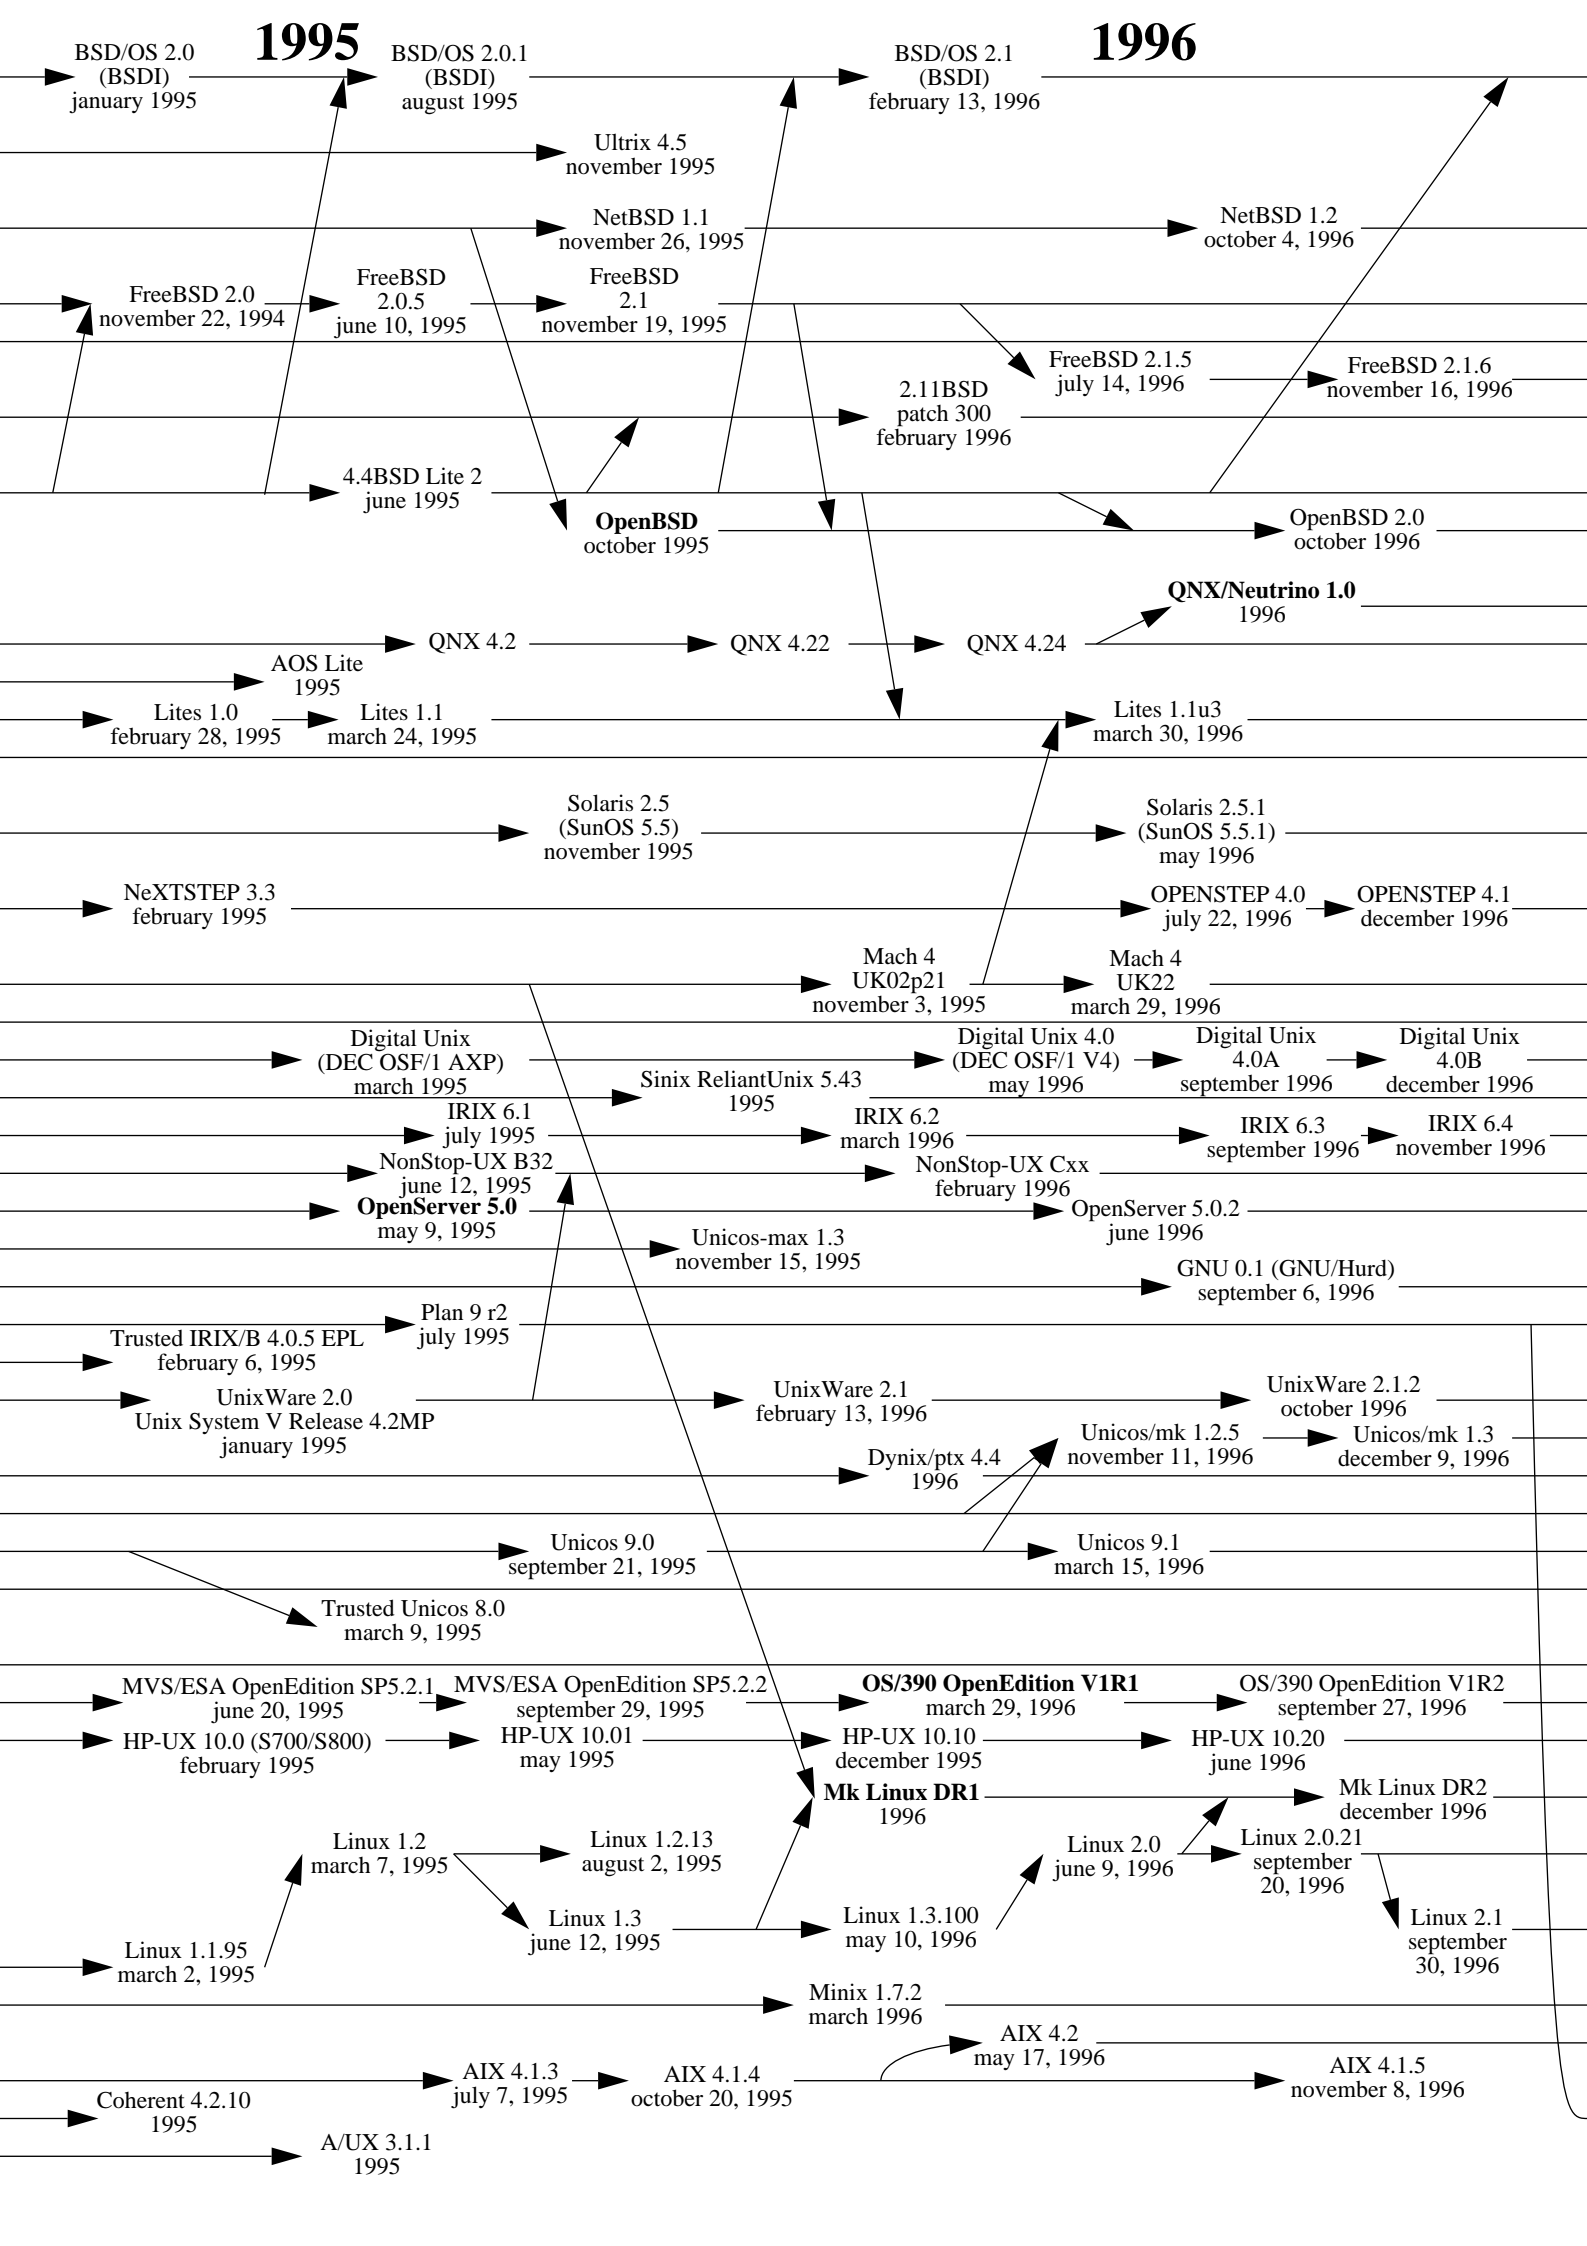 1995
1996
BSD/OS 2.0
(BSDI)
january 1995
BSD/OS 2.0.1
(BSDI)
august 1995
BSD/OS 2.1
(BSDI)
february 13, 1996
Ultrix 4.5
november 1995
NetBSD 1.1
november 26, 1995
NetBSD 1.2
october 4, 1996
FreeBSD 2.0
november 22, 1994
FreeBSD
2.0.5
june 10, 1995
FreeBSD
2.1
november 19, 1995
FreeBSD 2.1.5
july 14, 1996
FreeBSD 2.1.6
november 16, 1996
2.11BSD
patch 300
february 1996
4.4BSD Lite 2
june 1995
OpenBSD
october 1995
OpenBSD 2.0
october 1996
QNX/Neutrino 1.0
1996
QNX 4.2
QNX 4.22
QNX 4.24
AOS Lite
1995
Lites 1.0
february 28, 1995
Lites 1.1
march 24, 1995
Lites 1.1u3
march 30, 1996
Solaris 2.5
(SunOS 5.5)
november 1995
Solaris 2.5.1
(SunOS 5.5.1)
may 1996
NeXTSTEP 3.3
february 1995
OPENSTEP 4.0
july 22, 1996
OPENSTEP 4.1
december 1996
Mach 4
UK02p21
november 3, 1995
Mach 4
UK22
march 29, 1996
Digital Unix
(DEC OSF/1 AXP)
march 1995
Digital Unix 4.0
(DEC OSF/1 V4)
may 1996
Digital Unix
4.0A
september 1996
Digital Unix
4.0B
december 1996
Sinix ReliantUnix 5.43
1995
IRIX 6.1
july 1995
IRIX 6.2
march 1996
IRIX 6.3
september 1996
IRIX 6.4
november 1996
NonStop-UX B32
june 12, 1995
NonStop-UX Cxx
february 1996
OpenServer 5.0
may 9, 1995
OpenServer 5.0.2
june 1996
Unicos-max 1.3
november 15, 1995
GNU 0.1 (GNU/Hurd)
september 6, 1996
Plan 9 r2
july 1995
Trusted IRIX/B 4.0.5 EPL
february 6, 1995
UnixWare 2.0
Unix System V Release 4.2MP
january 1995
UnixWare 2.1
february 13, 1996
UnixWare 2.1.2
october 1996
Unicos/mk 1.2.5
november 11, 1996
Unicos/mk 1.3
december 9, 1996
Dynix/ptx 4.4
1996
Unicos 9.0
september 21, 1995
Unicos 9.1
march 15, 1996
Trusted Unicos 8.0
march 9, 1995
MVS/ESA OpenEdition SP5.2.1
june 20, 1995
MVS/ESA OpenEdition SP5.2.2
september 29, 1995
OS/390 OpenEdition V1R1
march 29, 1996
OS/390 OpenEdition V1R2
september 27, 1996
HP-UX 10.0 (S700/S800)
february 1995
HP-UX 10.01
may 1995
HP-UX 10.10
december 1995
HP-UX 10.20
june 1996
Mk Linux DR1
1996
Mk Linux DR2
december 1996
Linux 1.2
march 7, 1995
Linux 1.2.13
august 2, 1995
Linux 2.0
june 9, 1996
Linux 2.0.21
september
20, 1996
Linux 1.3
june 12, 1995
Linux 1.3.100
may 10, 1996
Linux 2.1
september
30, 1996
Linux 1.1.95
march 2, 1995
Minix 1.7.2
march 1996
AIX 4.2
may 17, 1996
AIX 4.1.3
july 7, 1995
AIX 4.1.4
october 20, 1995
AIX 4.1.5
november 8, 1996
Coherent 4.2.10
1995
A/UX 3.1.1
1995